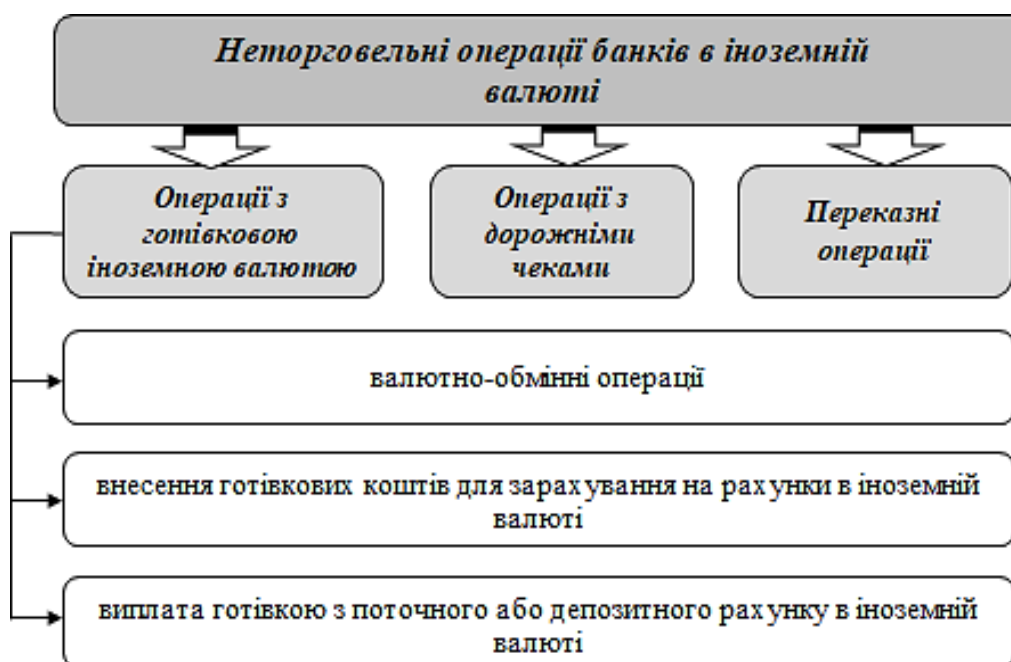 Неторговельні операції банків в іноземній
валюті
Операції з
готівковою
іноземною валютою
Операції з
дорожніми
чеками
Переказні
операції
валютно-обмінні операції
внесення готівкових коштів для зарахування на рахунки в іноземній
валюті
виплата готівкою з поточного або депозитного рахунку в іноземній
валюті